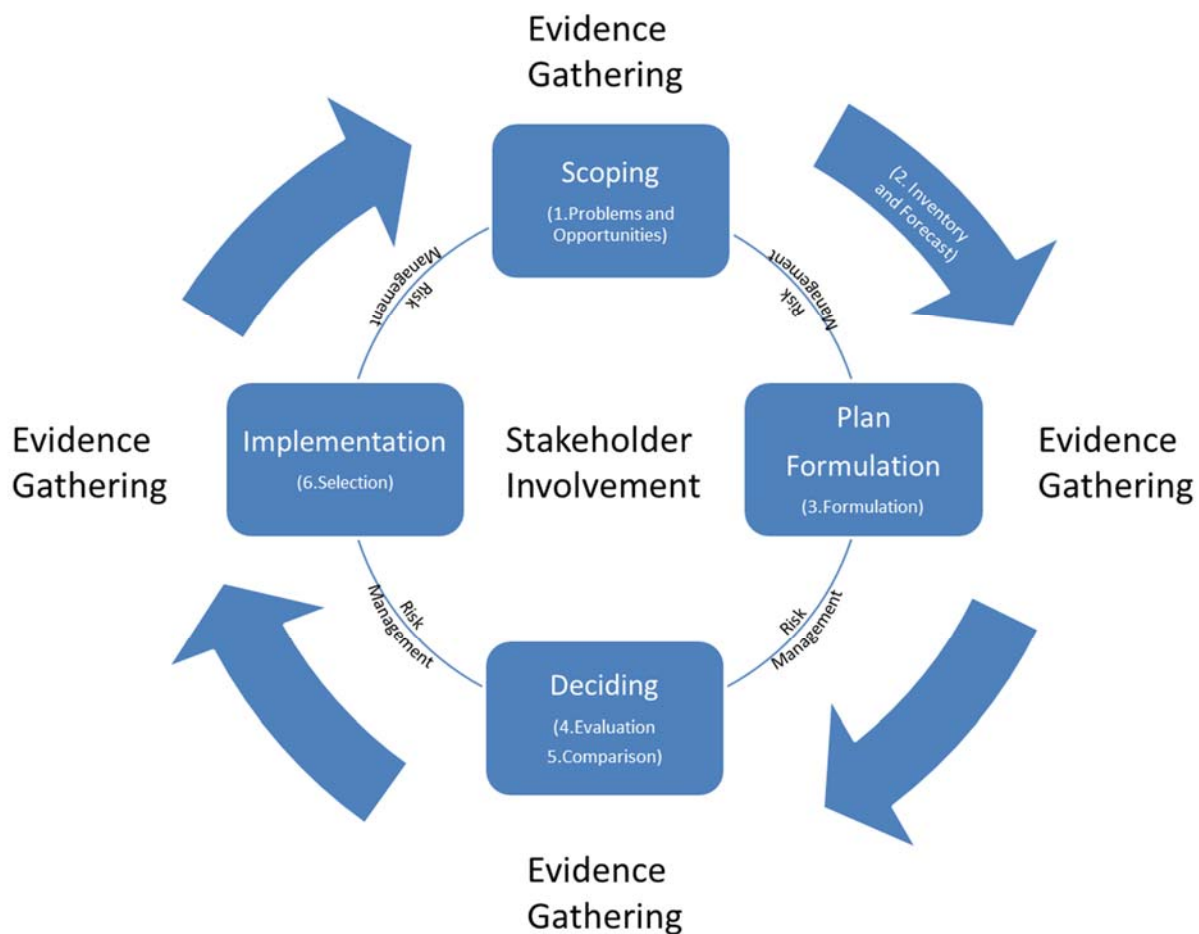 Evidence
Gathering
Scoping
(1.Problems and
Opportunities)
(2. Inventory
and Forecast)
Risk
Management
Risk
Management
Evidence
Gathering
Implementation
(6.Selection)
Stakeholder
Involvement
Plan
Formulation
(3.Formulation)
Evidence
Gathering
Risk
Management
Risk
Management
Deciding
(4.Evaluation
5.Comparison)
Evidence
Gathering